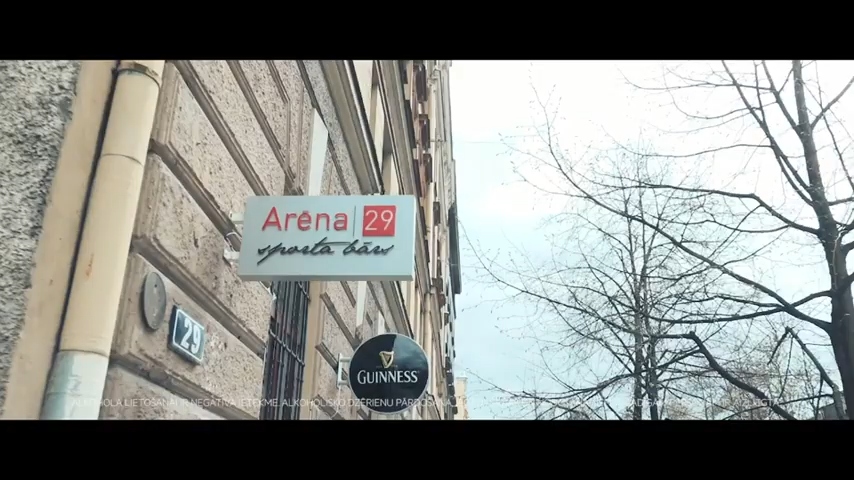 Arēna 29
sporta bārs
29
GUINNESS
ALKOHOLA LIETOŠANAI IR NEGATĪVA IETEKME. ALKOHOLISKO DZĒRIENU PĀRDOŠANA